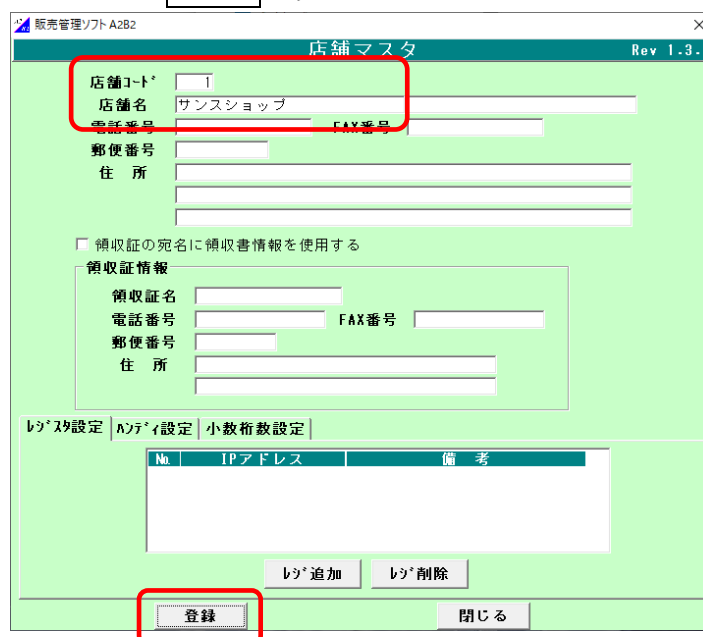 販売管理ソフト A2B2
店舗マスタ Rev 1.3.
店舗ｺｰﾄﾞ 1
店舗名 サンスショップ
電話番号 FAX番号
郵便番号
住 所
領収証の宛名に領収書情報を使用する
領収証情報
領収証名
電話番号 FAX番号
郵便番号
住 所
ﾚｼﾞｽﾀ設定 ﾊﾝﾃﾞｨ設定 小数桁数設定
No. IPアドレス 備 考
ﾚｼﾞ追加 ﾚｼﾞ削除
登録 閉じる